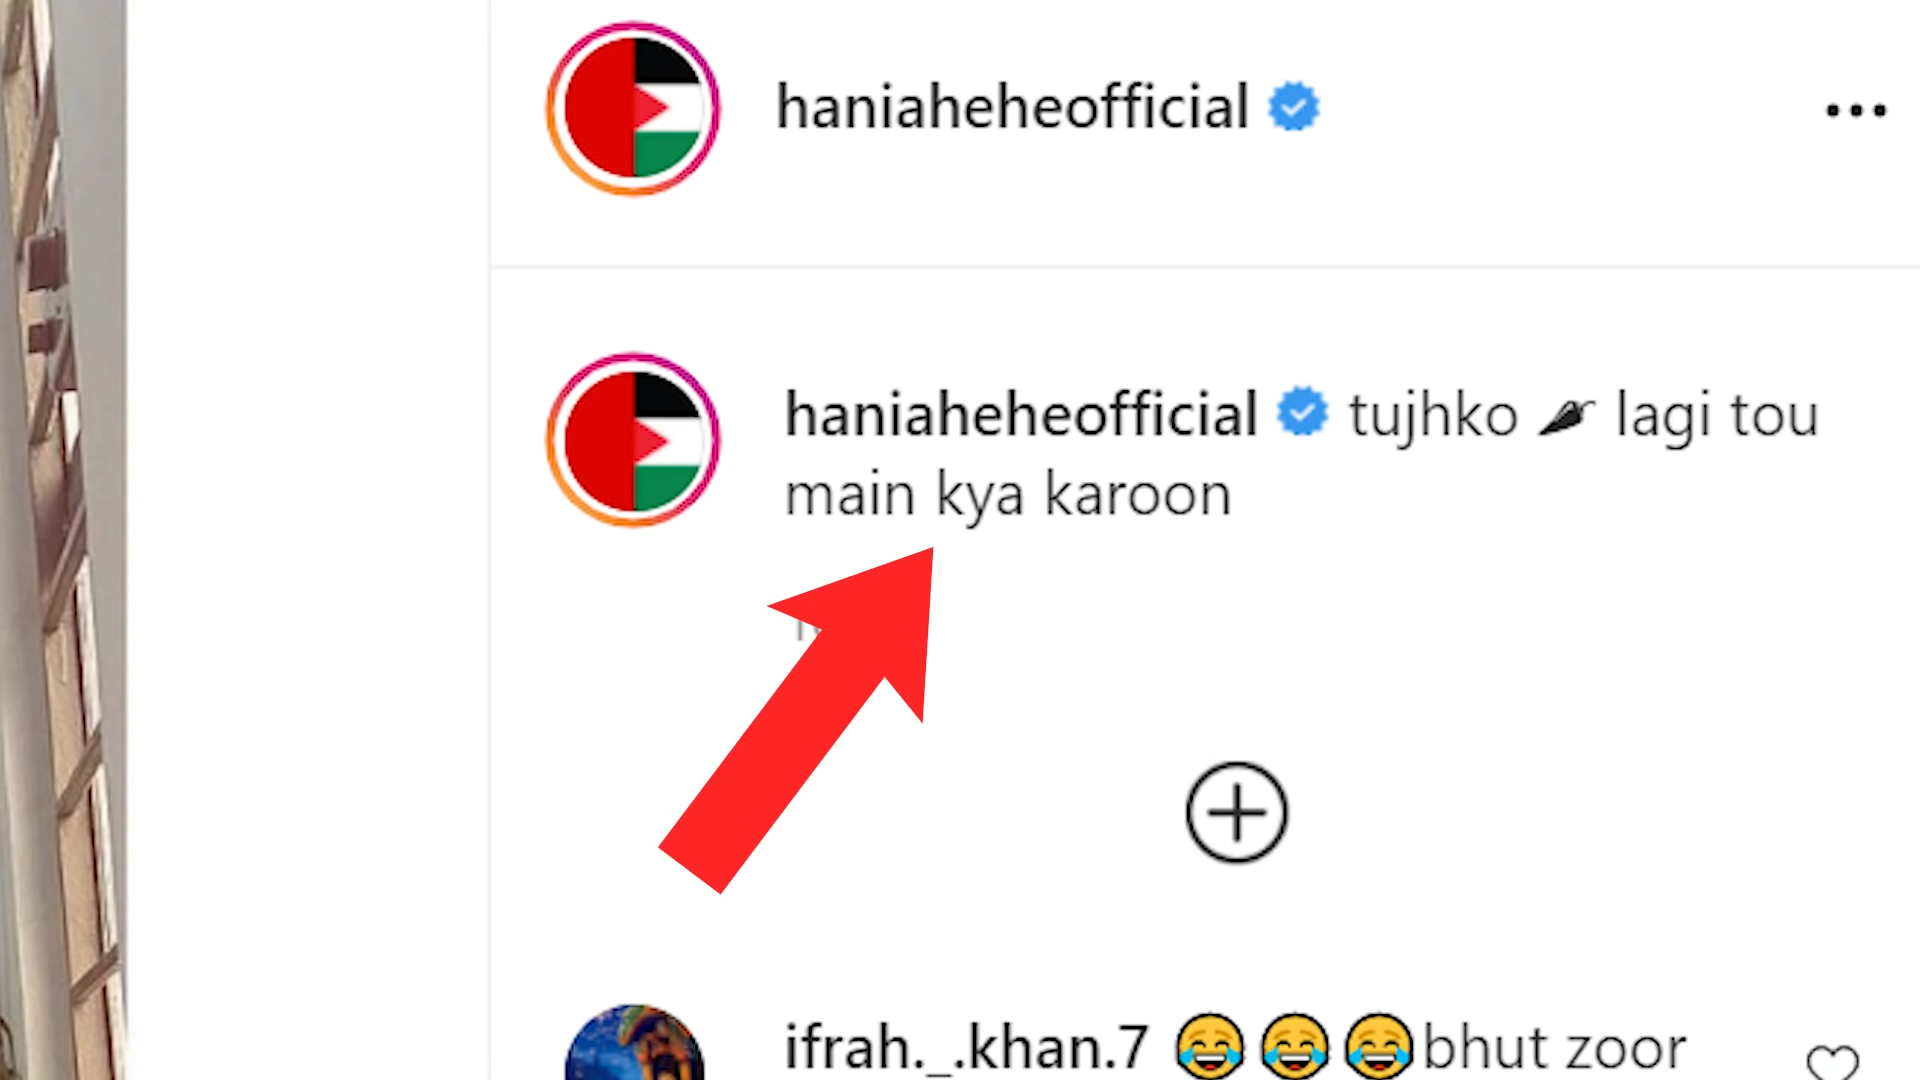 haniaheheofficial
haniaheheofficial tujhko 🌶 lagi tou
main kya karoon
ifrah._.khan.7 😂😂😂bhut zoor